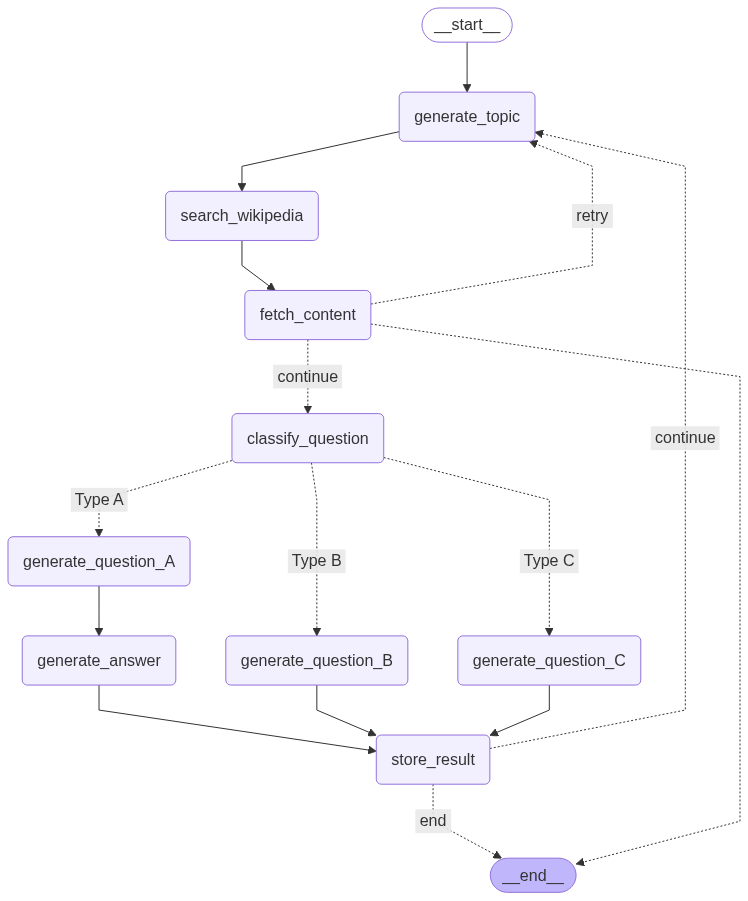 __start__
generate_topic
search_wikipedia
retry
fetch_content
continue
continue
classify_question
Type A
generate_question_A
Type B
Type C
generate_answer
generate_question_B
generate_question_C
store_result
end
__end__